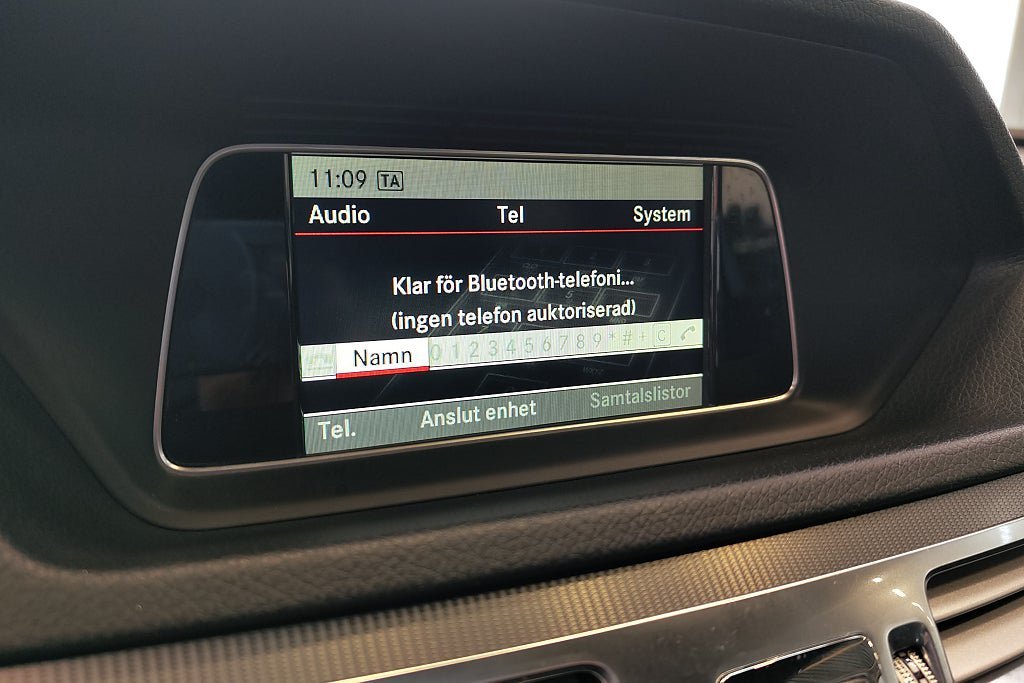 11:09 TA
Audio Tel System
Klar för Bluetooth-telefoni...
(ingen telefon auktoriserad)
Namn 0 1 2 3 4 5 6 7 8 9 * # + C
Tel. Anslut enhet Samtalslistor